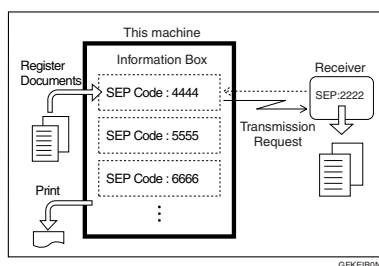 This machine
Information Box
Register
Documents
SEP Code : 4444
SEP Code : 5555
SEP Code : 6666
Print
Receiver
SEP:2222
Transmission
Request
GFKEIB0N